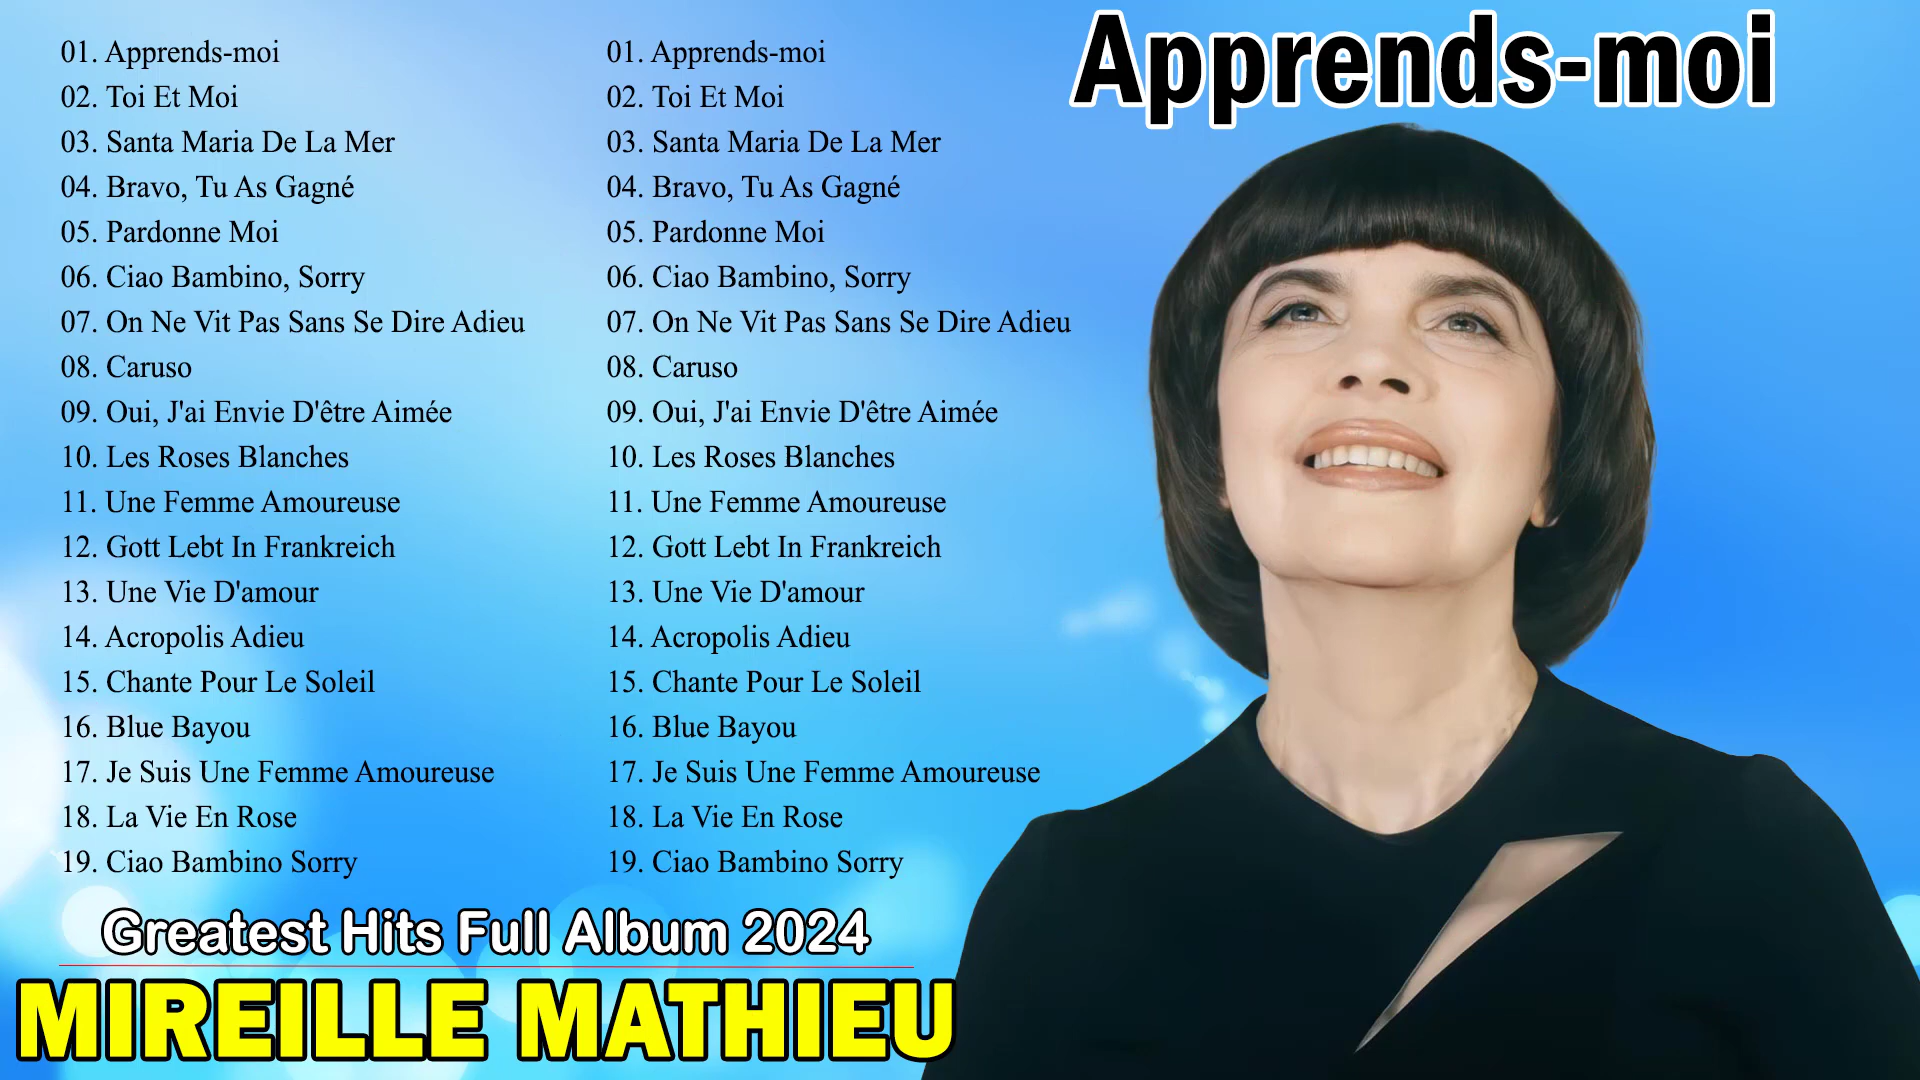 Apprends-moi
01. Apprends-moi
02. Toi Et Moi
03. Santa Maria De La Mer
04. Bravo, Tu As Gagné
05. Pardonne Moi
06. Ciao Bambino, Sorry
07. On Ne Vit Pas Sans Se Dire Adieu
08. Caruso
09. Oui, J'ai Envie D'être Aimée
10. Les Roses Blanches
11. Une Femme Amoureuse
12. Gott Lebt In Frankreich
13. Une Vie D'amour
14. Acropolis Adieu
15. Chante Pour Le Soleil
16. Blue Bayou
17. Je Suis Une Femme Amoureuse
18. La Vie En Rose
19. Ciao Bambino Sorry
01. Apprends-moi
02. Toi Et Moi
03. Santa Maria De La Mer
04. Bravo, Tu As Gagné
05. Pardonne Moi
06. Ciao Bambino, Sorry
07. On Ne Vit Pas Sans Se Dire Adieu
08. Caruso
09. Oui, J'ai Envie D'être Aimée
10. Les Roses Blanches
11. Une Femme Amoureuse
12. Gott Lebt In Frankreich
13. Une Vie D'amour
14. Acropolis Adieu
15. Chante Pour Le Soleil
16. Blue Bayou
17. Je Suis Une Femme Amoureuse
18. La Vie En Rose
19. Ciao Bambino Sorry
Greatest Hits Full Album 2024
MIREILLE MATHIEU